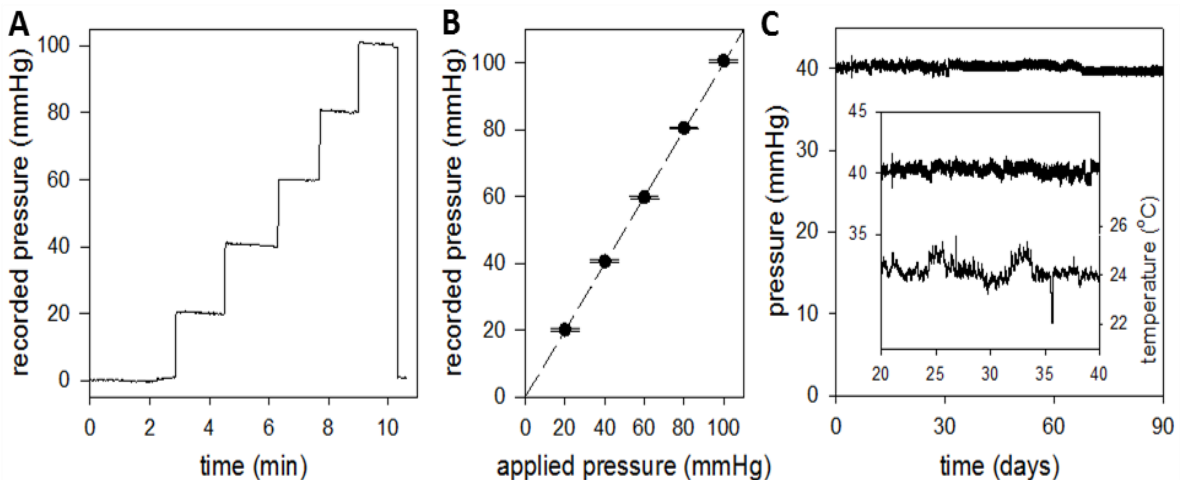 A
recorded pressure (mmHg)
100
80
60
40
20
0
0 2 4 6 8 10
time (min)
B
recorded pressure (mmHg)
100
80
60
40
20
0
0 20 40 60 80 100
applied pressure (mmHg)
C
pressure (mmHg)
40
30
20
10
0
0 30 60 90
time (days)
45
40
35
20 25 30 35 40
26
24
22
temperature (°C)